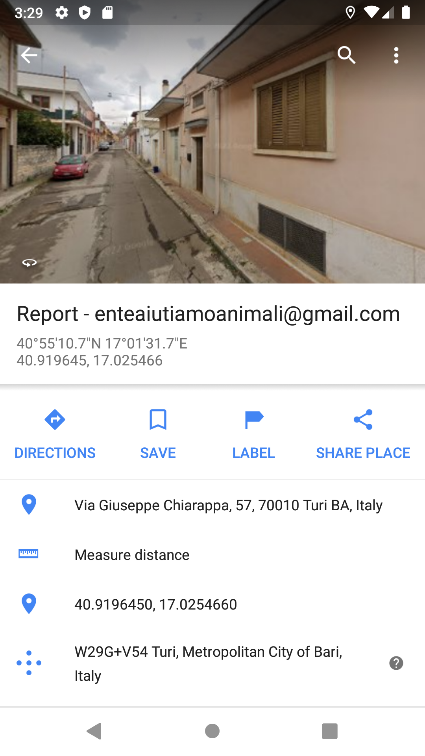 3:29
Report - enteaiutiamoanimali@gmail.com
40°55'10.7"N 17°01'31.7"E
40.919645, 17.025466
DIRECTIONS
SAVE
LABEL
SHARE PLACE
Via Giuseppe Chiarappa, 57, 70010 Turi BA, Italy
Measure distance
40.9196450, 17.0254660
W29G+V54 Turi, Metropolitan City of Bari,
Italy